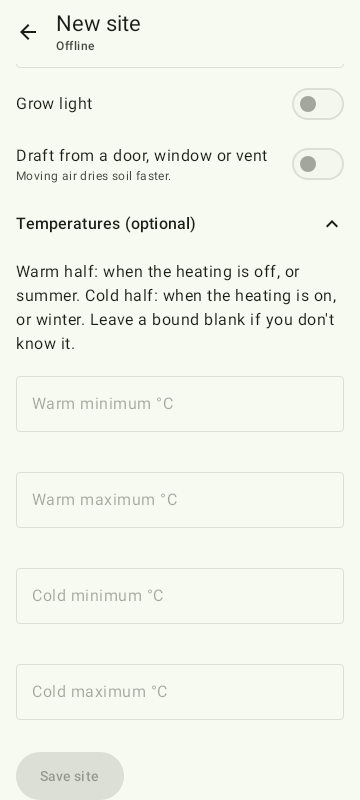 New site
Offline
Grow light
Draft from a door, window or vent
Moving air dries soil faster.
Temperatures (optional)
Warm half: when the heating is off, or
summer. Cold half: when the heating is on,
or winter. Leave a bound blank if you don't
know it.
Warm minimum °C
Warm maximum °C
Cold minimum °C
Cold maximum °C
Save site